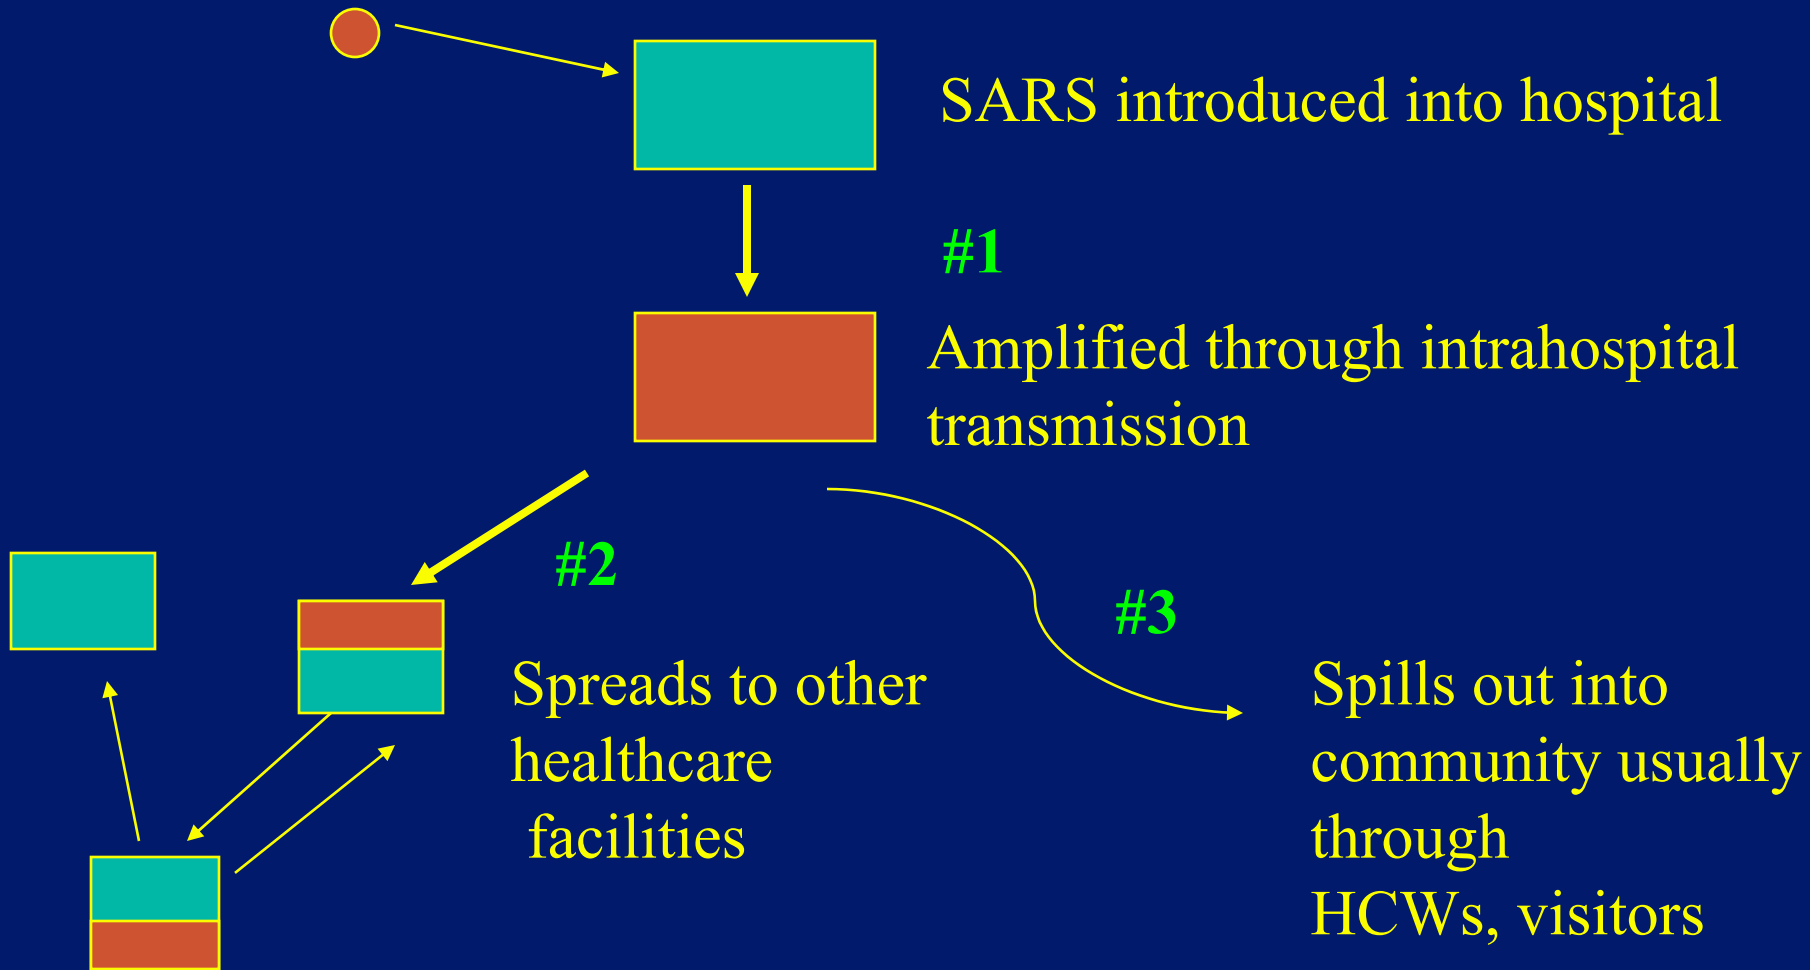 SARS introduced into hospital
#1
Amplified through intrahospital
transmission
#2
Spreads to other
healthcare
facilities
#3
Spills out into
community usually
through
HCWs, visitors